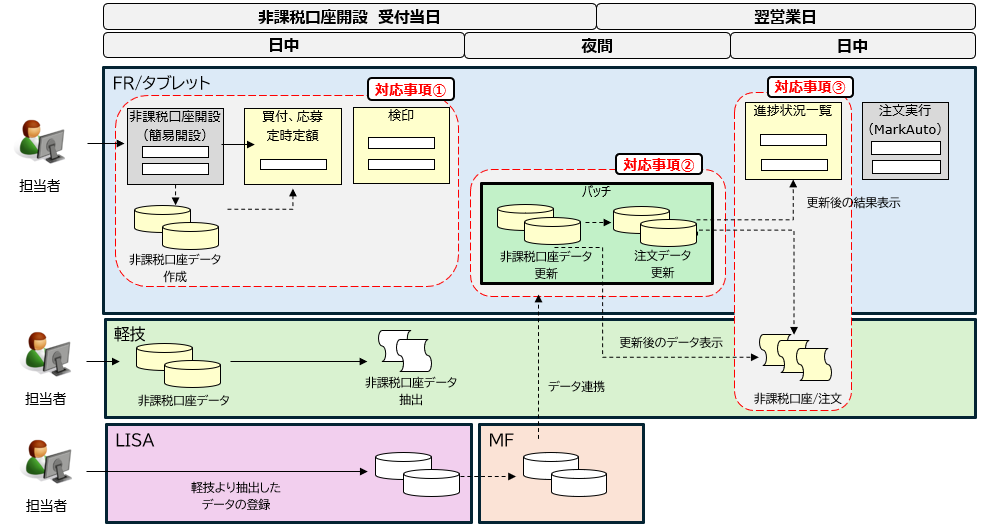 非課税口座開設 受付当日
翌営業日
日中
夜間
日中
FR/タブレット
対応事項①
対応事項③
非課税口座開設
（簡易開設）
買付、応募
定時定額
検印
進捗状況一覧
注文実行
（MarkAuto）
担当者
対応事項②
バッチ
更新後の結果表示
非課税口座データ
作成
非課税口座データ
更新
注文データ
更新
軽技
更新後のデータ表示
非課税口座データ
抽出
データ連携
担当者
非課税口座データ
非課税口座/注文
LISA
MF
担当者
軽技より抽出した
データの登録